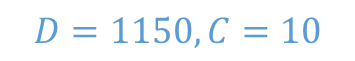 D = 1150, C = 10